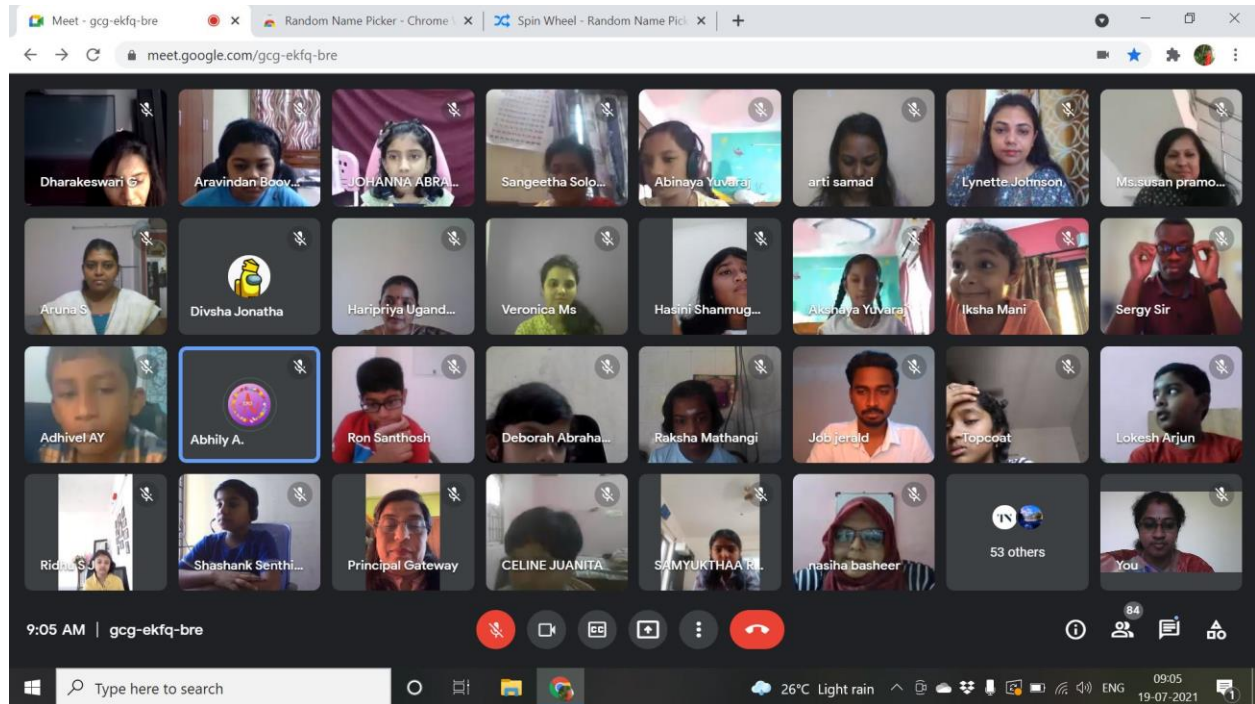 Meet - gcg-ekfq-bre
Random Name Picker - Chrome
Spin Wheel - Random Name Pick
meet.google.com/gcg-ekfq-bre
Dharakeswari G
Aravindan Boov...
JOHANNA ABRA...
Sangeetha Solo...
Abinaya Yuvaraj
arti samad
Lynette Johnson
Ms.susan pramo...
Aruna S
Divsha Jonatha
Haripriya Ugand...
Veronica Ms
Hasini Shanmug...
Akshaya Yuvaraj
Iksha Mani
Sergy Sir
Adhivel AY
Abhily A.
Ron Santhosh
Deborah Abraha...
Raksha Mathangi
Job jerald
Topcoat
Lokesh Arjun
S J
Shashank Senthi...
Principal Gateway
CELINE JUANITA
SAMYUKTHAA R...
nasiha basheer
TN
53 others
You
9:05 AM | gcg-ekfq-bre
CC
84
Type here to search
26°C Light rain
ENG
09:05
19-07-2021
1